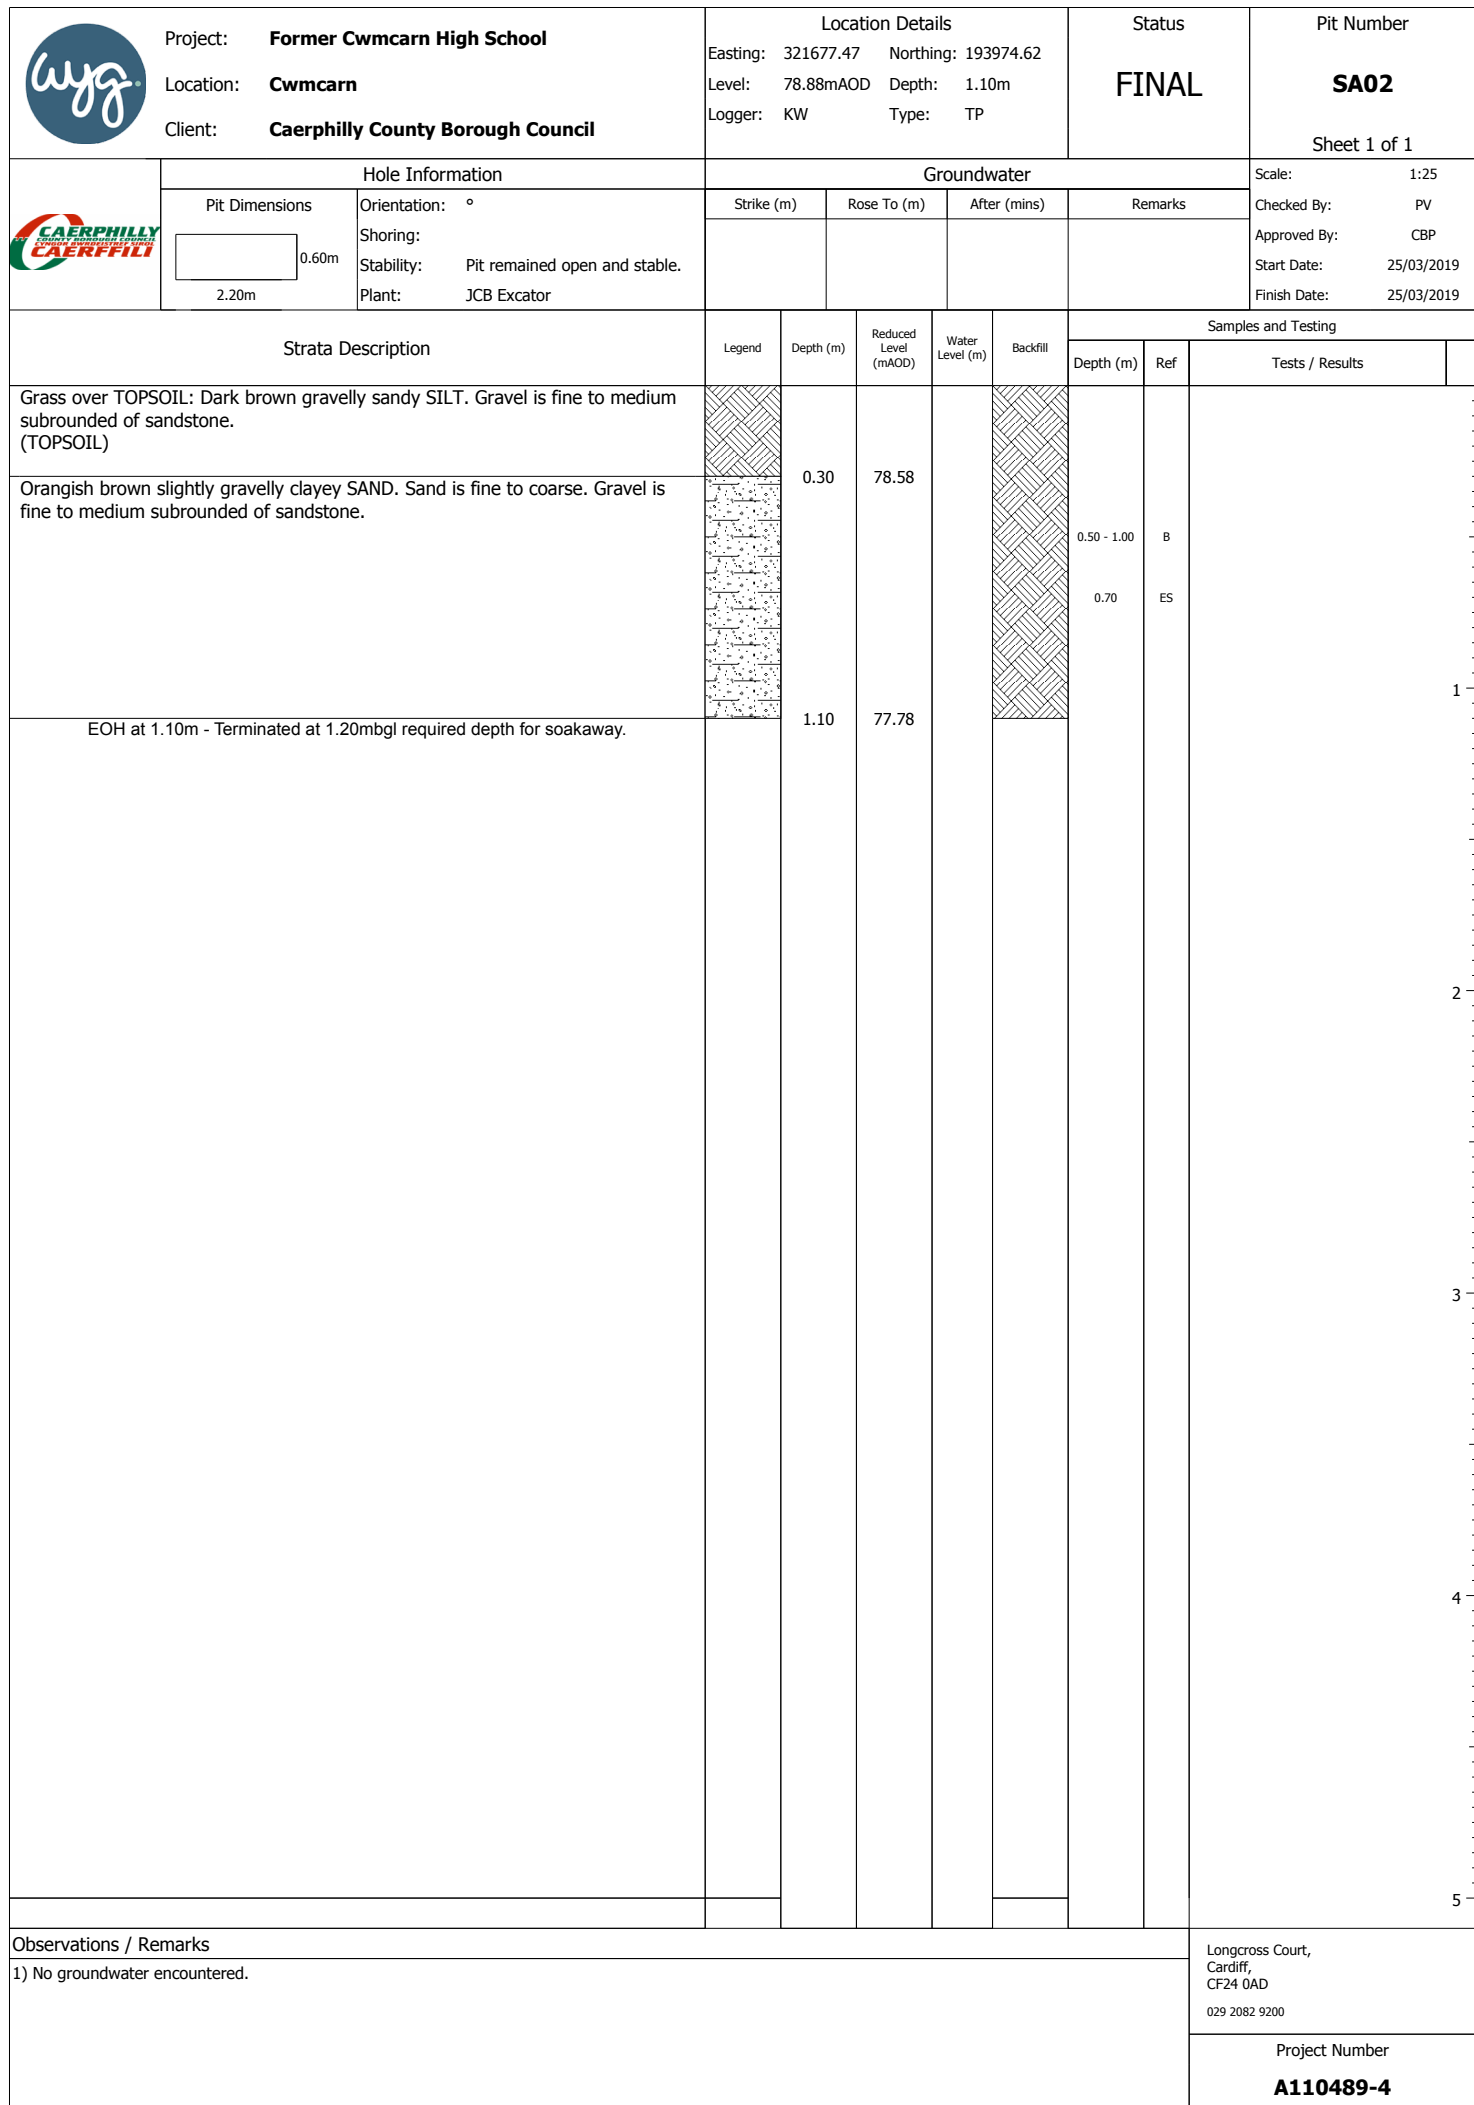 wyg
Project: Former Cwmcarn High School
Location: Cwmcarn
Client: Caerphilly County Borough Council
Location Details
Easting: 321677.47 Northing: 193974.62
Level: 78.88mAOD Depth: 1.10m
Logger: KW Type: TP
Status
FINAL
Pit Number
SA02
Sheet 1 of 1
CAERPHILLY
COUNTY BOROUGH COUNCIL
CYNGOR BWRDEISTREF SIROL
CAERFFILI
Hole Information
Pit Dimensions
0.60m
2.20m
Orientation: °
Shoring:
Stability: Pit remained open and stable.
Plant: JCB Excator
Groundwater
Strike (m) Rose To (m) After (mins) Remarks
Scale: 1:25
Checked By: PV
Approved By: CBP
Start Date: 25/03/2019
Finish Date: 25/03/2019
Strata Description
Legend
Depth (m)
Reduced
Level
(mAOD)
Water
Level (m)
Backfill
Samples and Testing
Depth (m) Ref Tests / Results
Grass over TOPSOIL: Dark brown gravelly sandy SILT. Gravel is fine to medium
subrounded of sandstone.
(TOPSOIL)
0.30 78.58
Orangish brown slightly gravelly clayey SAND. Sand is fine to coarse. Gravel is
fine to medium subrounded of sandstone.
0.50 - 1.00 B
0.70 ES
1
1.10 77.78
EOH at 1.10m - Terminated at 1.20mbgl required depth for soakaway.
2
3
4
5
Observations / Remarks
1) No groundwater encountered.
Longcross Court,
Cardiff,
CF24 0AD
029 2082 9200
Project Number
A110489-4